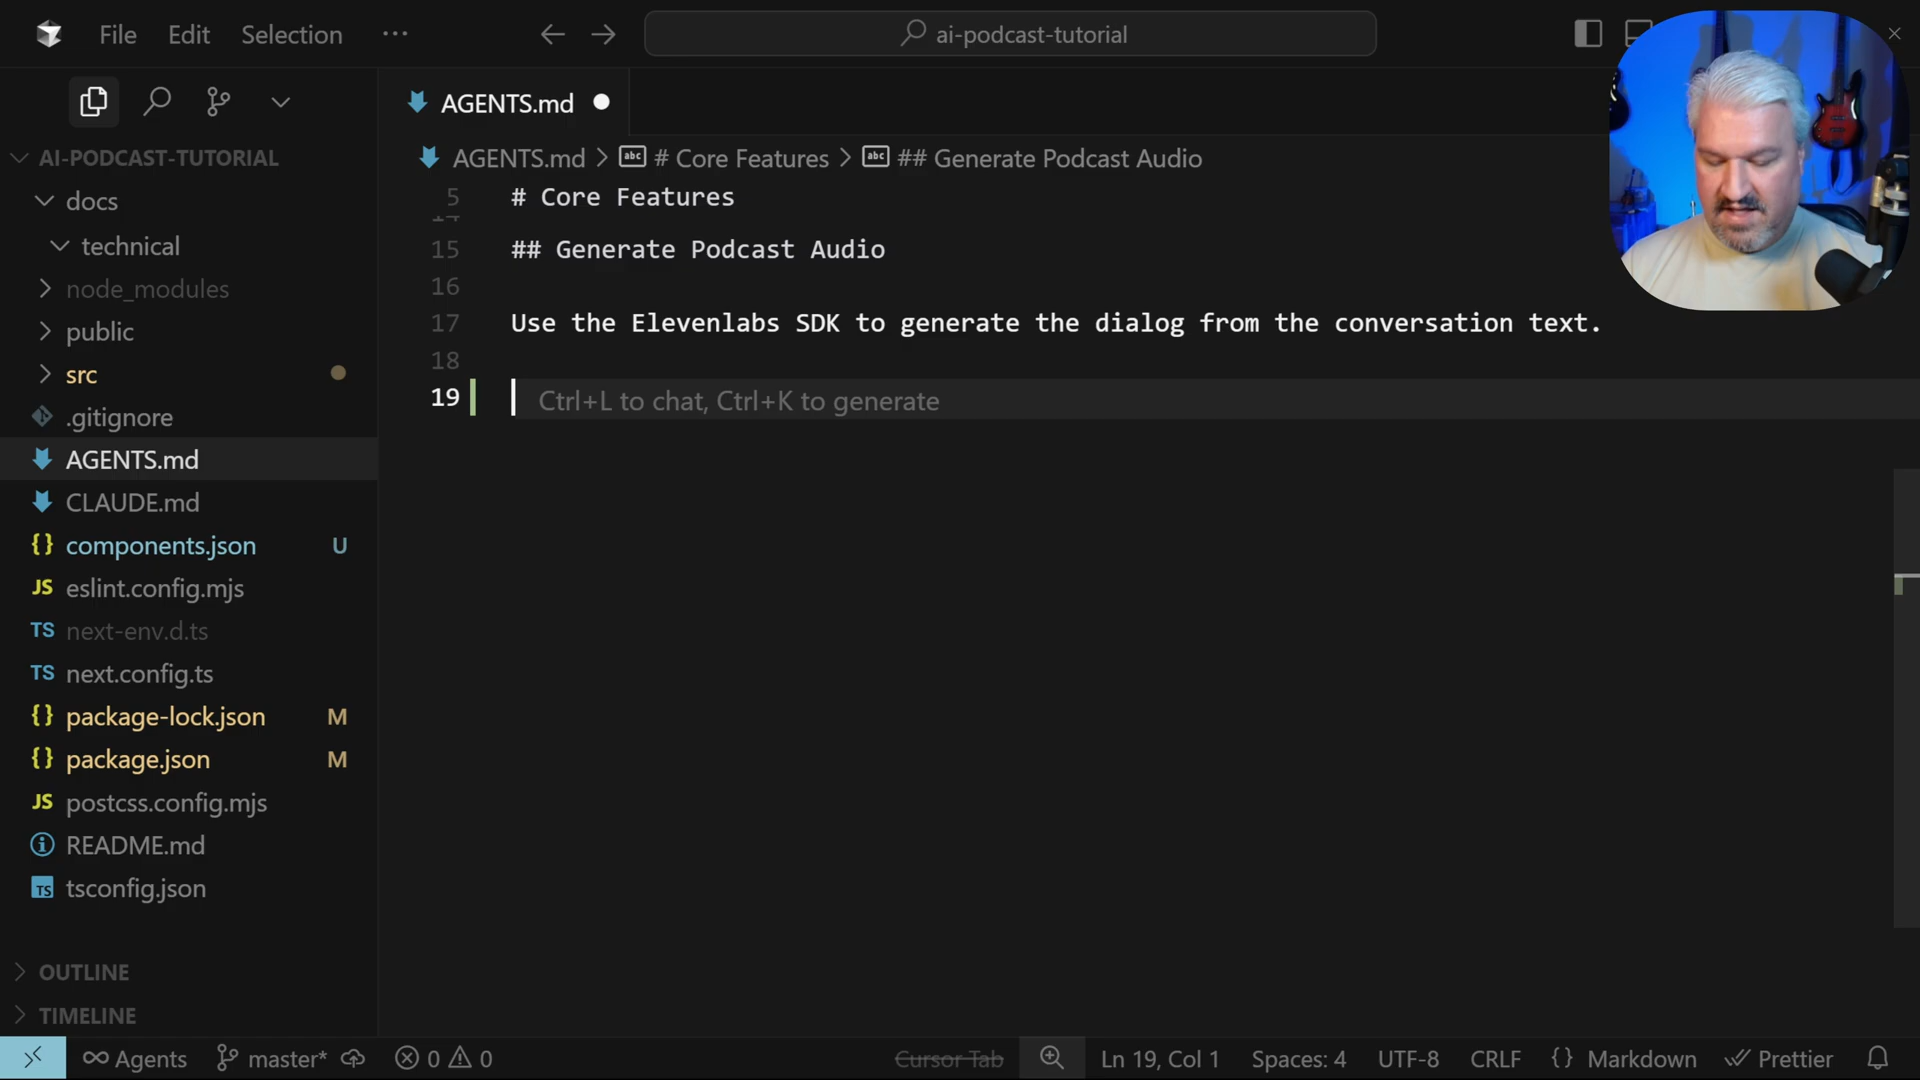 File Edit Selection ···
ai-podcast-tutorial
AGENTS.md
AGENTS.md > # Core Features > ## Generate Podcast Audio
AI-PODCAST-TUTORIAL
docs
technical
node_modules
public
src
.gitignore
AGENTS.md
CLAUDE.md
components.json U
eslint.config.mjs
next-env.d.ts
next.config.ts
package-lock.json M
package.json M
postcss.config.mjs
README.md
tsconfig.json
OUTLINE
TIMELINE
5 # Core Features
14
15 ## Generate Podcast Audio
16
17 Use the Elevenlabs SDK to generate the dialog from the conversation text.
18
19 Ctrl+L to chat, Ctrl+K to generate
Agents master* 0 0 Cursor Tab Ln 19, Col 1 Spaces: 4 UTF-8 CRLF {} Markdown Prettier